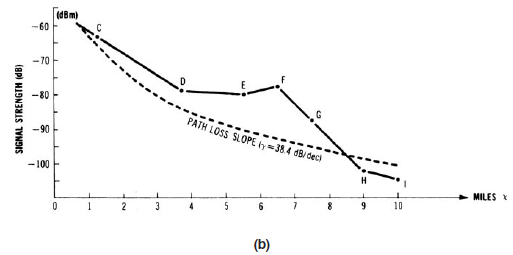 (dBm)
-60
-70
-80
-90
-100
SIGNAL STRENGTH (dB)
C
D
E
F
G
H
I
PATH LOSS SLOPE (γ=38.4 dB/dec)
0 1 2 3 4 5 6 7 8 9 10
MILES x
(b)